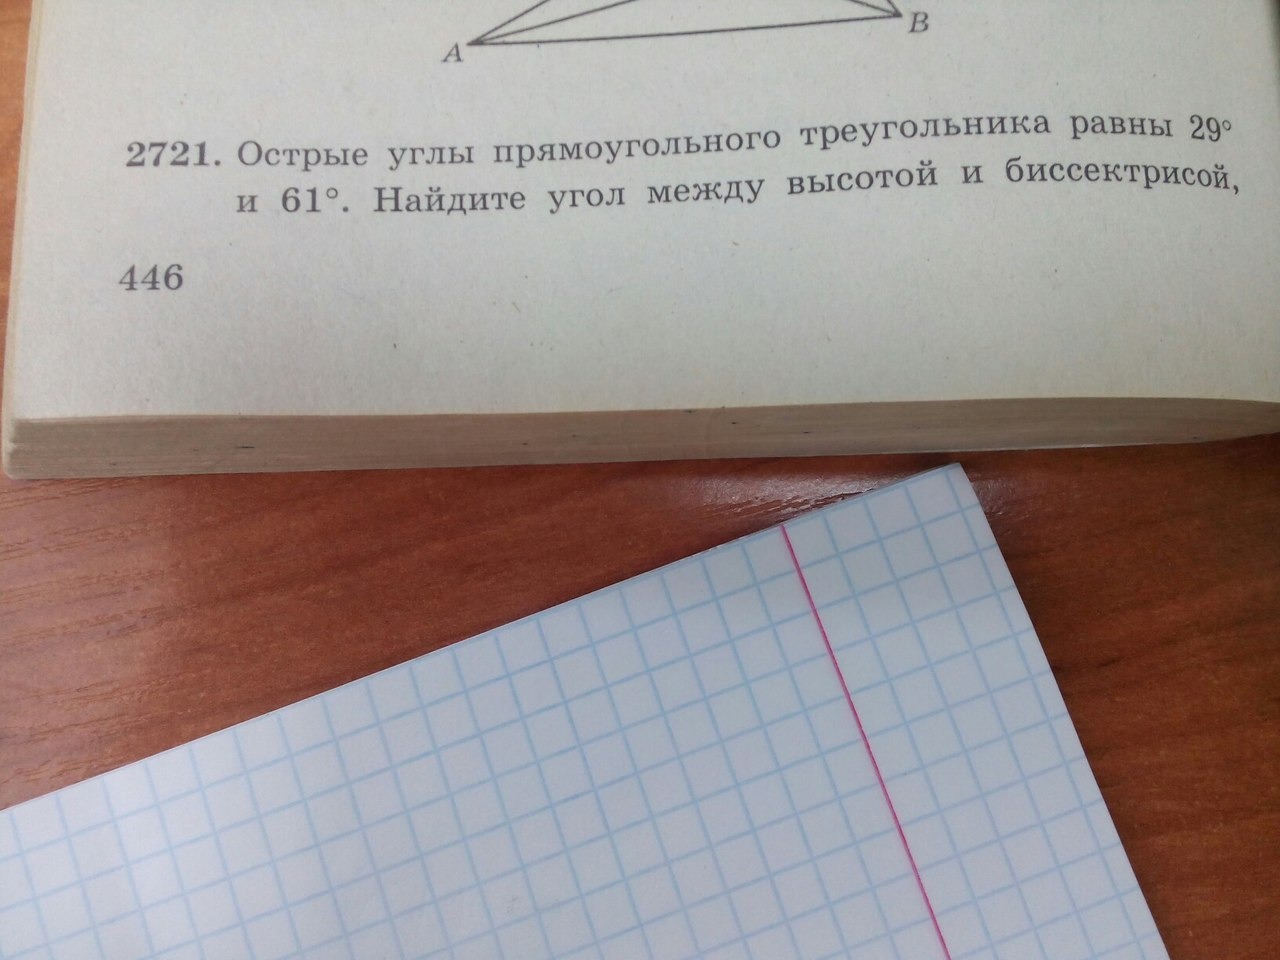 A
B
2721. Острые углы прямоугольного треугольника равны 29°
и 61°. Найдите угол между высотой и биссектрисой,
446